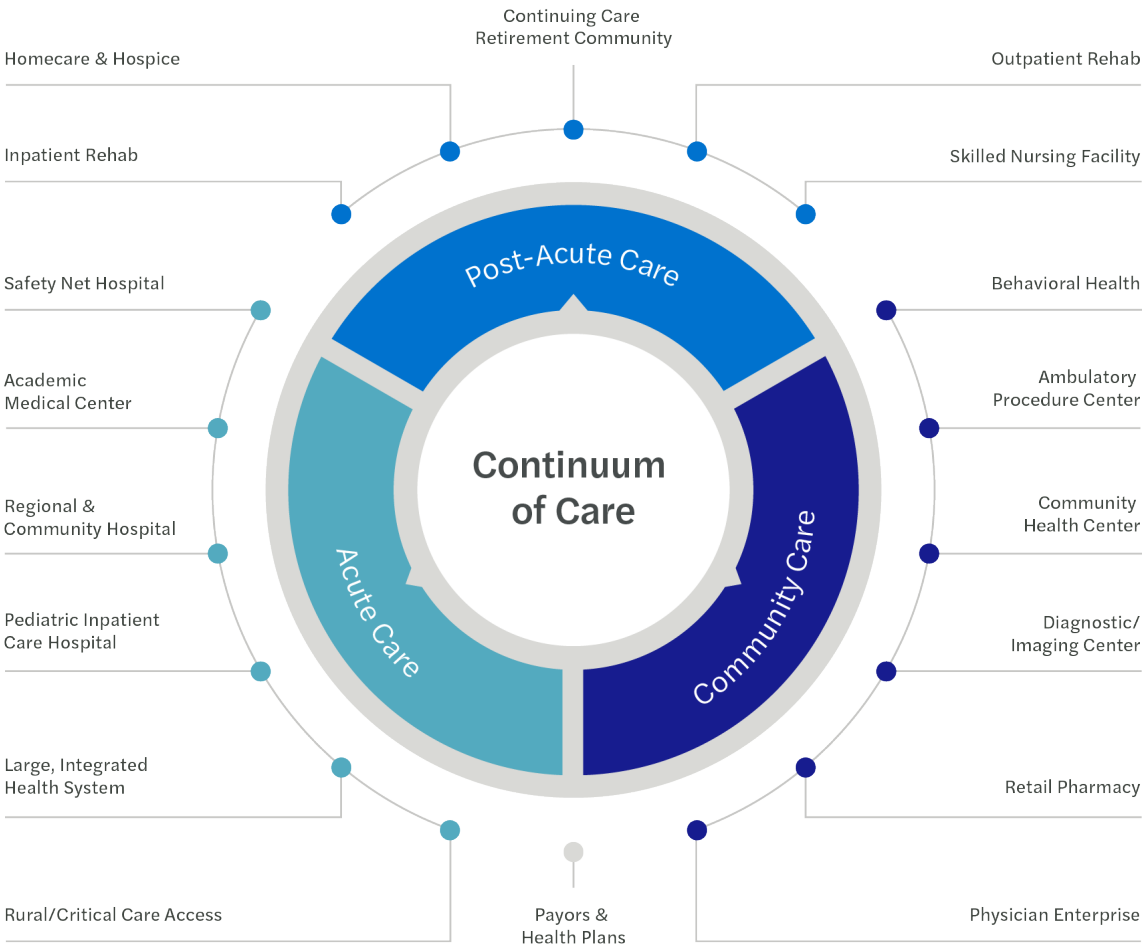 Continuing Care
Retirement Community
Homecare & Hospice
Outpatient Rehab
Inpatient Rehab
Skilled Nursing Facility
Post-Acute Care
Safety Net Hospital
Behavioral Health
Academic
Medical Center
Ambulatory
Procedure Center
Continuum
of Care
Regional &
Community Hospital
Community
Health Center
Acute Care
Community Care
Pediatric Inpatient
Care Hospital
Diagnostic/
Imaging Center
Large, Integrated
Health System
Retail Pharmacy
Rural/Critical Care Access
Payors &
Health Plans
Physician Enterprise